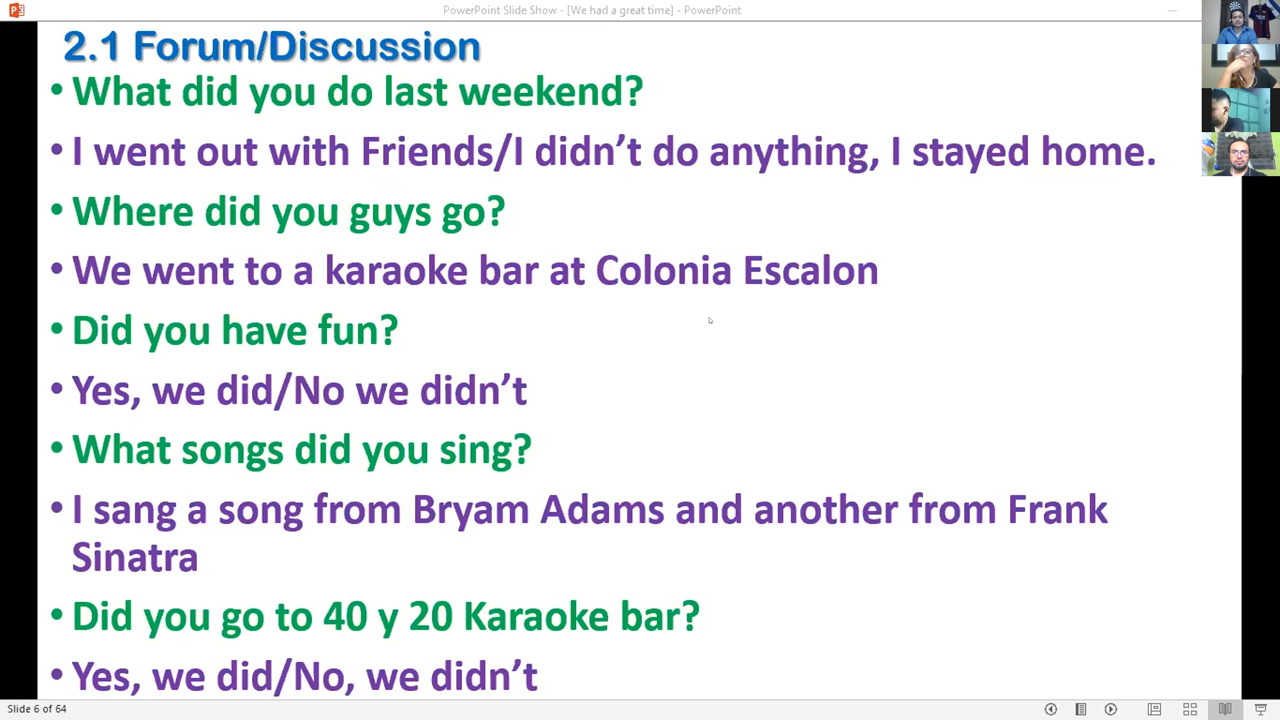 PowerPoint Slide Show - [We had a great time] - PowerPoint
2.1 Forum/Discussion
• What did you do last weekend?
• I went out with Friends/I didn't do anything, I stayed home.
• Where did you guys go?
• We went to a karaoke bar at Colonia Escalon
• Did you have fun?
• Yes, we did/No we didn't
• What songs did you sing?
• I sang a song from Bryam Adams and another from Frank
Sinatra
• Did you go to 40 y 20 Karaoke bar?
• Yes, we did/No, we didn't
Slide 6 of 64